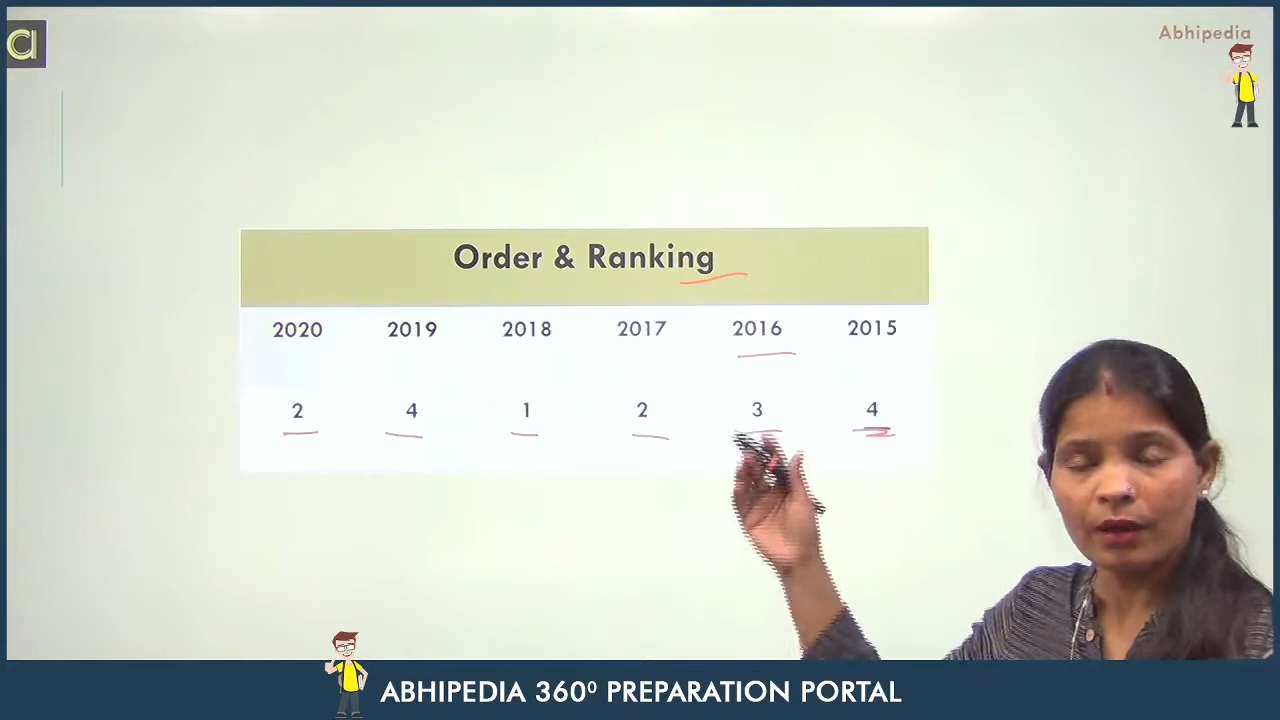 a
Abhipedia
Order & Ranking
2020 2019 2018 2017 2016 2015
2 4 1 2 3 4
ABHIPEDIA 360⁰ PREPARATION PORTAL